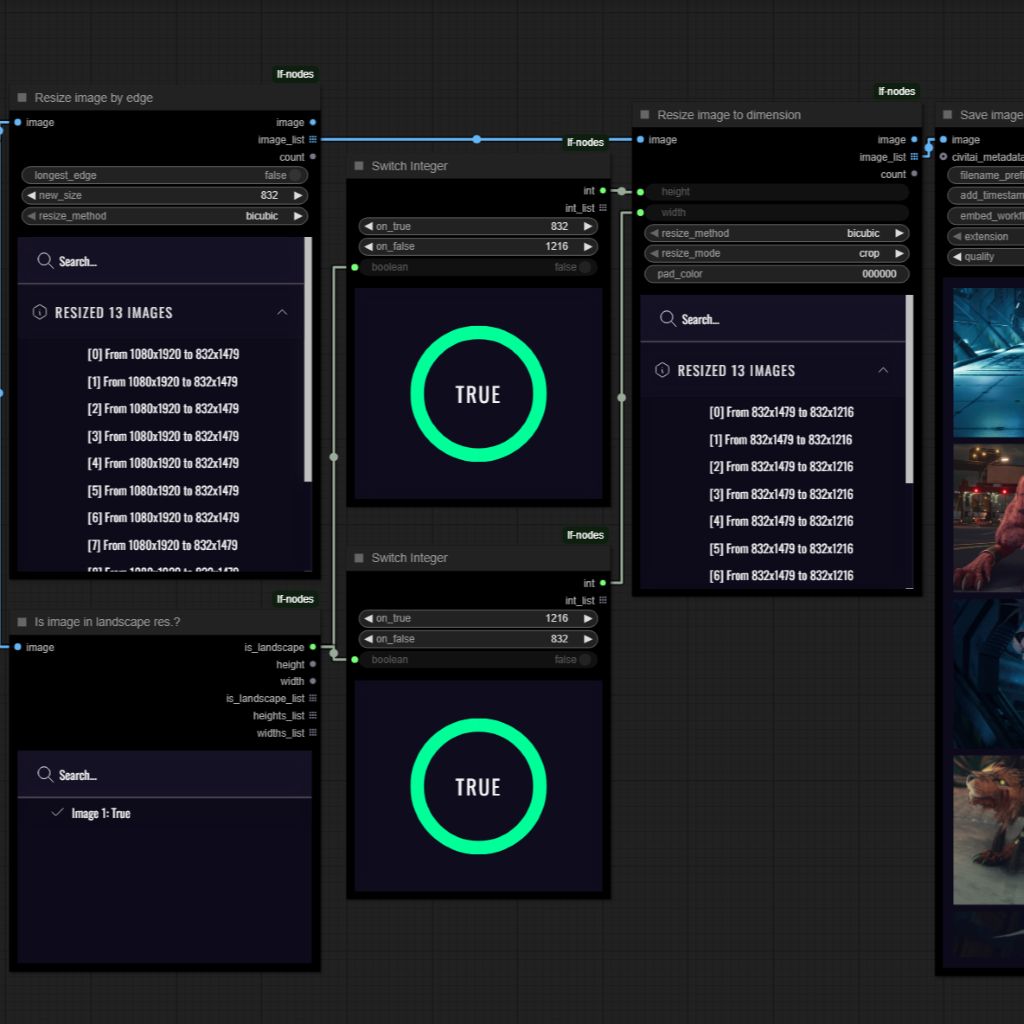 lf-nodes
Resize image by edge
image
image
image_list
count
longest_edge false
new_size 832
resize_method bicubic
Search...
RESIZED 13 IMAGES
[0] From 1080x1920 to 832x1479
[1] From 1080x1920 to 832x1479
[2] From 1080x1920 to 832x1479
[3] From 1080x1920 to 832x1479
[4] From 1080x1920 to 832x1479
[5] From 1080x1920 to 832x1479
[6] From 1080x1920 to 832x1479
[7] From 1080x1920 to 832x1479
[8] From 1080x1920 to 832x1479
lf-nodes
Is image in landscape res.?
image
is_landscape
height
width
is_landscape_list
heights_list
widths_list
Search...
Image 1: True
lf-nodes
Switch Integer
int
int_list
on_true 832
on_false 1216
boolean false
TRUE
lf-nodes
Switch Integer
int
int_list
on_true 1216
on_false 832
boolean false
TRUE
lf-nodes
Resize image to dimension
image
image
image_list
count
height
width
resize_method bicubic
resize_mode crop
pad_color 000000
Search...
RESIZED 13 IMAGES
[0] From 832x1479 to 832x1216
[1] From 832x1479 to 832x1216
[2] From 832x1479 to 832x1216
[3] From 832x1479 to 832x1216
[4] From 832x1479 to 832x1216
[5] From 832x1479 to 832x1216
[6] From 832x1479 to 832x1216
Save image
image
civitai_metadata
filename_prefi
add_timestam
embed_workfl
extension
quality